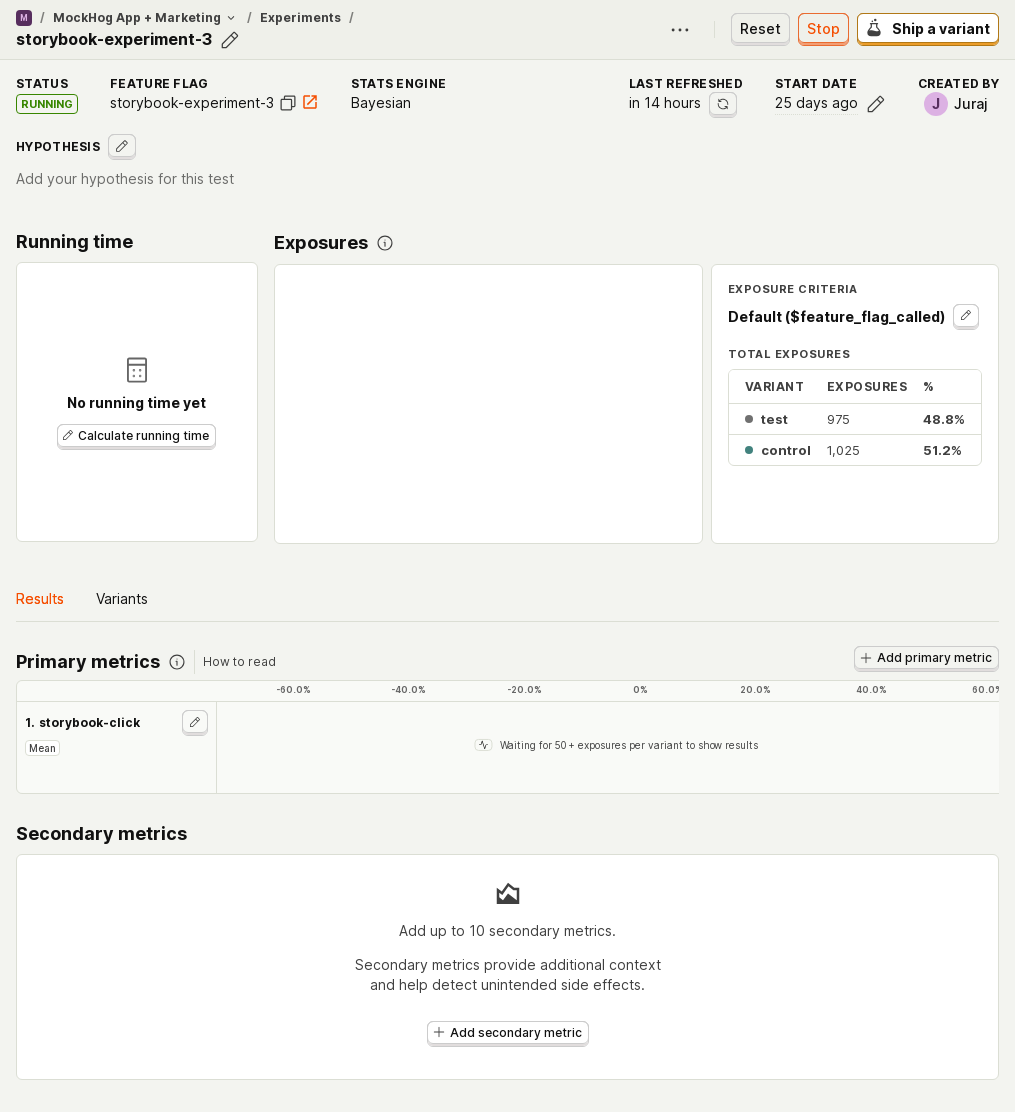 M / MockHog App + Marketing / Experiments /
storybook-experiment-3
Reset
Stop
Ship a variant
STATUS
RUNNING
FEATURE FLAG
storybook-experiment-3
STATS ENGINE
Bayesian
LAST REFRESHED
in 14 hours
START DATE
25 days ago
CREATED BY
J Juraj
HYPOTHESIS
Add your hypothesis for this test
Running time
No running time yet
Calculate running time
Exposures
EXPOSURE CRITERIA
Default ($feature_flag_called)
TOTAL EXPOSURES
VARIANT EXPOSURES %
test 975 48.8%
control 1,025 51.2%
Results Variants
Primary metrics How to read
Add primary metric
-60.0% -40.0% -20.0% 0% 20.0% 40.0% 60.0%
1. storybook-click
Mean
Waiting for 50+ exposures per variant to show results
Secondary metrics
Add up to 10 secondary metrics.
Secondary metrics provide additional context
and help detect unintended side effects.
Add secondary metric